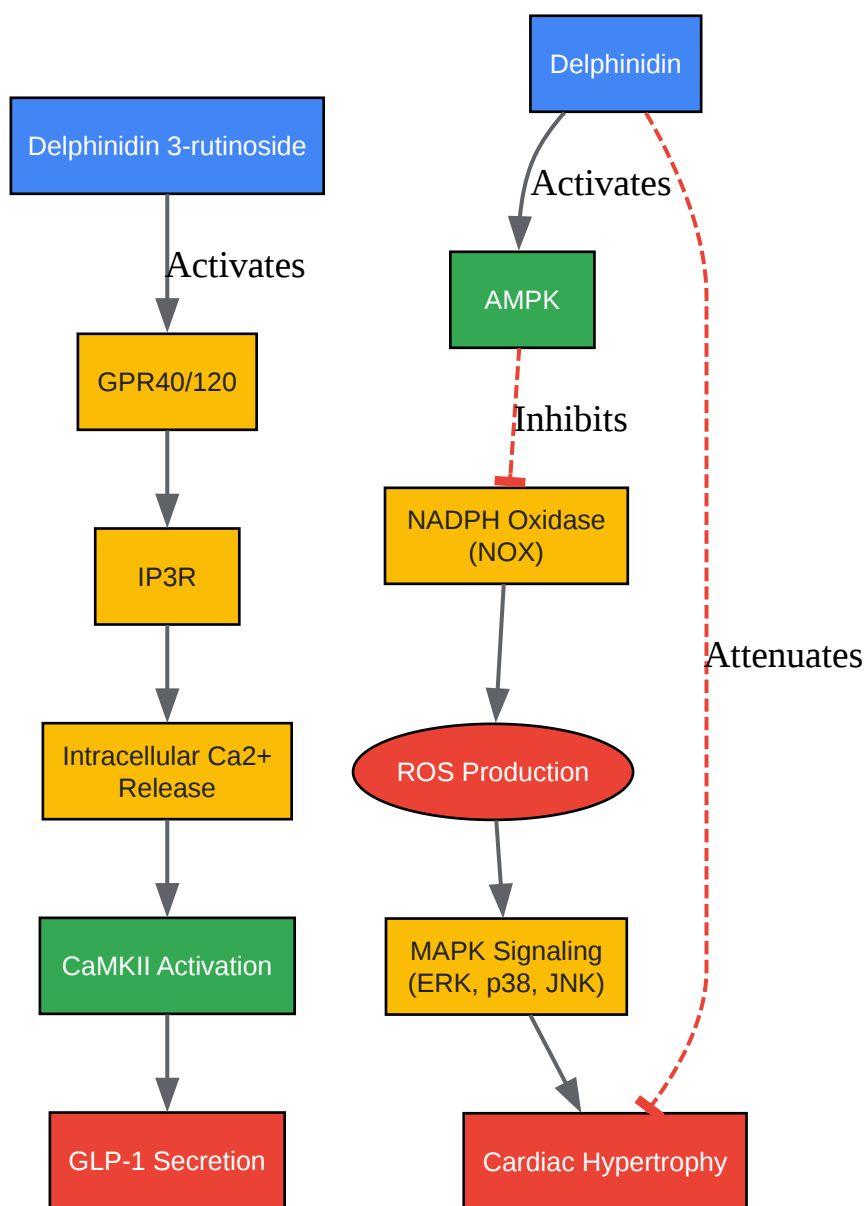 Delphinidin 3-rutinoside
Activates
GPR40/120
IP3R
Intracellular Ca2+
Release
CaMKII Activation
GLP-1 Secretion
Delphinidin
Activates
AMPK
Inhibits
NADPH Oxidase
(NOX)
Attenuates
ROS Production
MAPK Signaling
(ERK, p38, JNK)
Cardiac Hypertrophy